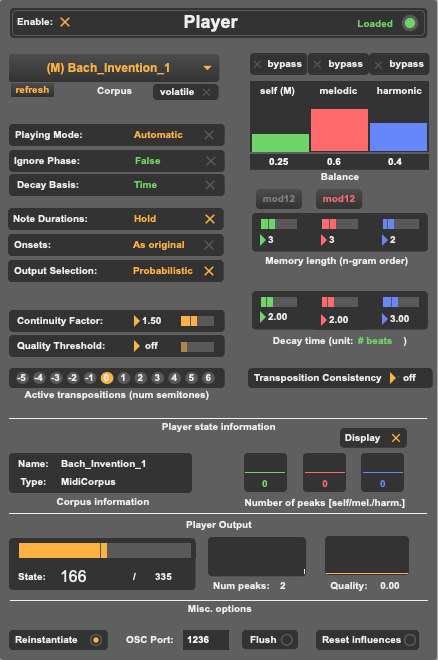 Enable:
Player
Loaded
(M) Bach_Invention_1
refresh
Corpus
volatile
bypass
bypass
bypass
self (M)
melodic
harmonic
0.25
0.6
0.4
Balance
Playing Mode: Automatic
Ignore Phase: False
Decay Basis: Time
mod12
mod12
Note Durations: Hold
Onsets: As original
Output Selection: Probabilistic
3
3
2
Memory length (n-gram order)
Continuity Factor: 1.50
Quality Threshold: off
2.00
2.00
3.00
Decay time (unit: # beats )
-5 -4 -3 -2 -1 0 1 2 3 4 5 6
Active transpositions (num semitones)
Transposition Consistency off
Player state information
Display
Name: Bach_Invention_1
Type: MidiCorpus
Corpus information
0
0
0
Number of peaks [self/mel./harm.]
Player Output
State: 166 / 335
Num peaks: 2
Quality: 0.00
Misc. options
Reinstantiate
OSC Port: 1236
Flush
Reset influences